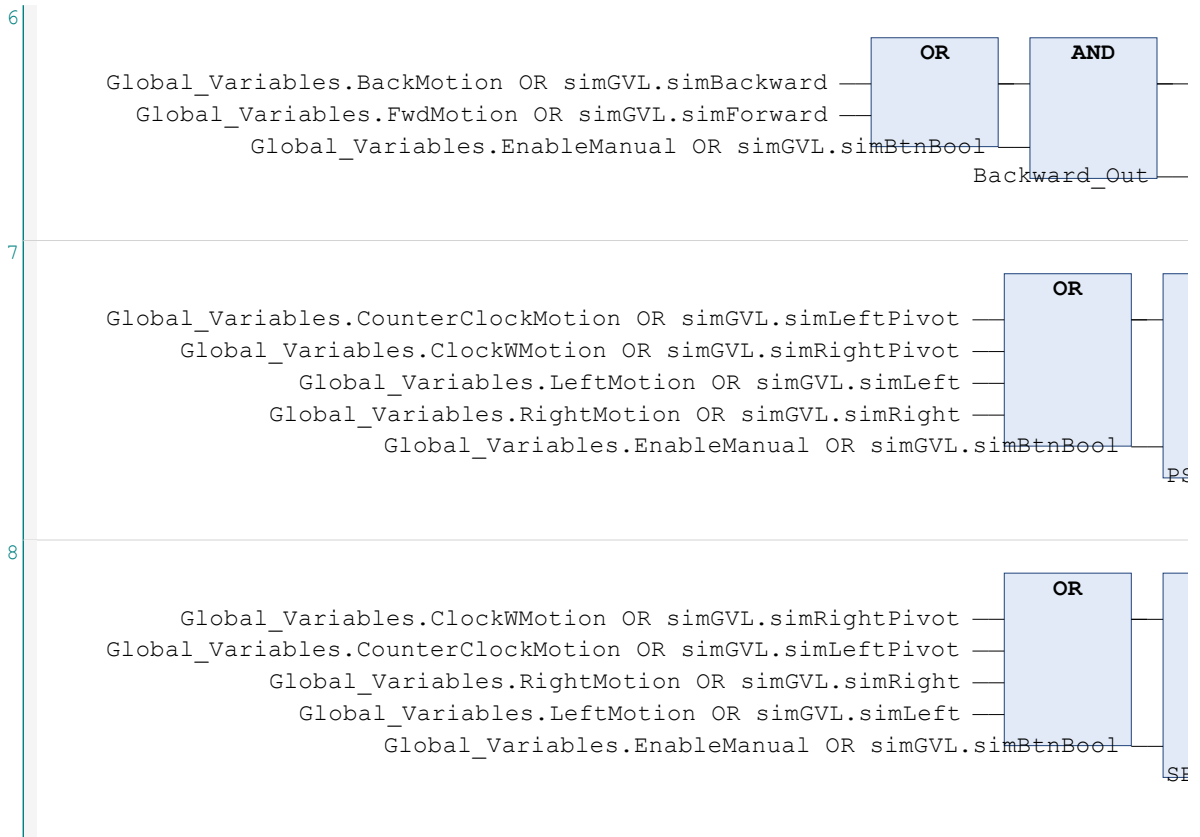 6
OR AND
Global_Variables.BackMotion OR simGVL.simBackward
Global_Variables.FwdMotion OR simGVL.simForward
Global_Variables.EnableManual OR simGVL.simBtnBool
Backward_Out
7
OR
Global_Variables.CounterClockMotion OR simGVL.simLeftPivot
Global_Variables.ClockWMotion OR simGVL.simRightPivot
Global_Variables.LeftMotion OR simGVL.simLeft
Global_Variables.RightMotion OR simGVL.simRight
Global_Variables.EnableManual OR simGVL.simBtnBool
8
OR
Global_Variables.ClockWMotion OR simGVL.simRightPivot
Global_Variables.CounterClockMotion OR simGVL.simLeftPivot
Global_Variables.RightMotion OR simGVL.simRight
Global_Variables.LeftMotion OR simGVL.simLeft
Global_Variables.EnableManual OR simGVL.simBtnBool